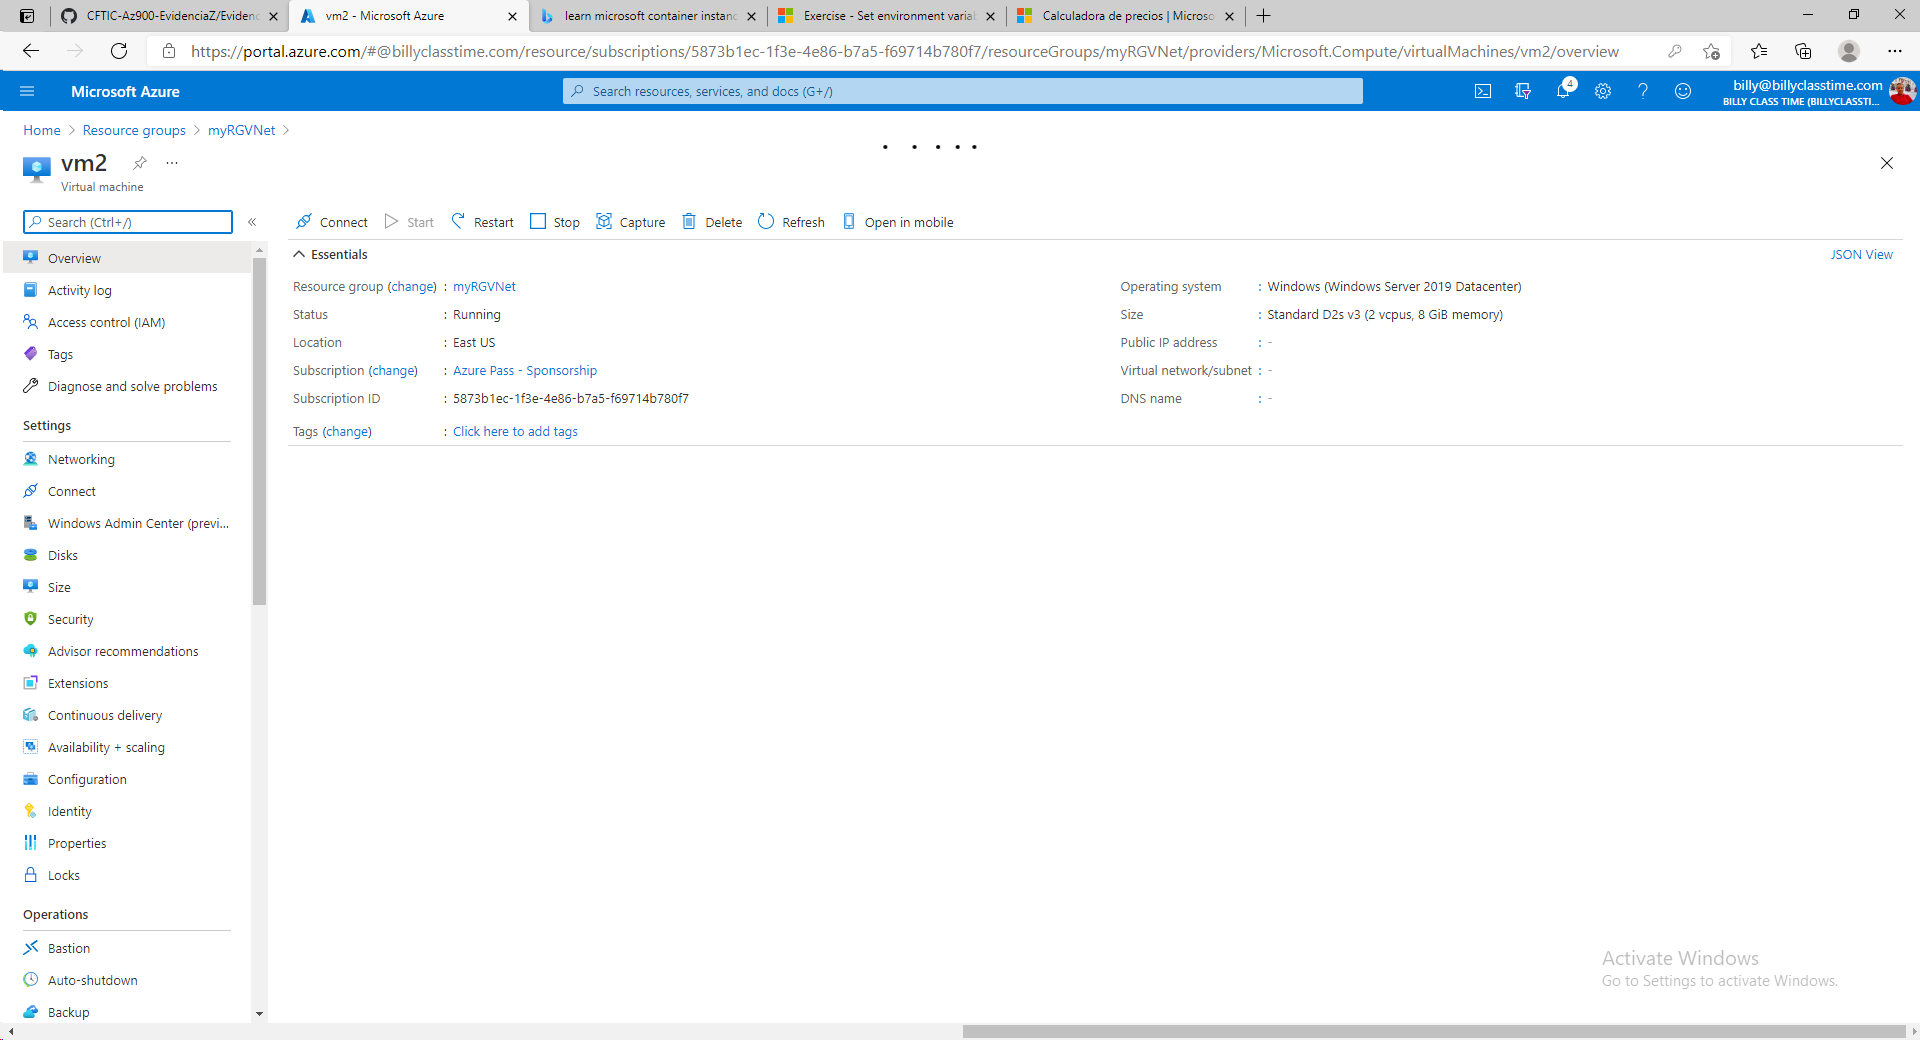 CFTIC-Az900-EvidenciaZ/Evidenc
vm2 - Microsoft Azure
learn microsoft container instanc
Exercise - Set environment varia
Calculadora de precios | Microso
https://portal.azure.com/#@billyclasstime.com/resource/subscriptions/5873b1ec-1f3e-4e86-b7a5-f69714b780f7/resourceGroups/myRGVNet/providers/Microsoft.Compute/virtualMachines/vm2/overview
Microsoft Azure
Search resources, services, and docs (G+/)
4
billy@billyclasstime.com
BILLY CLASS TIME (BILLYCLASSTI...
Home > Resource groups > myRGVNet >
vm2
Virtual machine
Search (Ctrl+/)
Connect
Start
Restart
Stop
Capture
Delete
Refresh
Open in mobile
Essentials
JSON View
Resource group (change) : myRGVNet
Status : Running
Location : East US
Subscription (change) : Azure Pass - Sponsorship
Subscription ID : 5873b1ec-1f3e-4e86-b7a5-f69714b780f7
Tags (change) : Click here to add tags
Operating system : Windows (Windows Server 2019 Datacenter)
Size : Standard D2s v3 (2 vcpus, 8 GiB memory)
Public IP address : -
Virtual network/subnet : -
DNS name : -
Overview
Activity log
Access control (IAM)
Tags
Diagnose and solve problems
Settings
Networking
Connect
Windows Admin Center (previ...
Disks
Size
Security
Advisor recommendations
Extensions
Continuous delivery
Availability + scaling
Configuration
Identity
Properties
Locks
Operations
Bastion
Auto-shutdown
Backup
Activate Windows
Go to Settings to activate Windows.